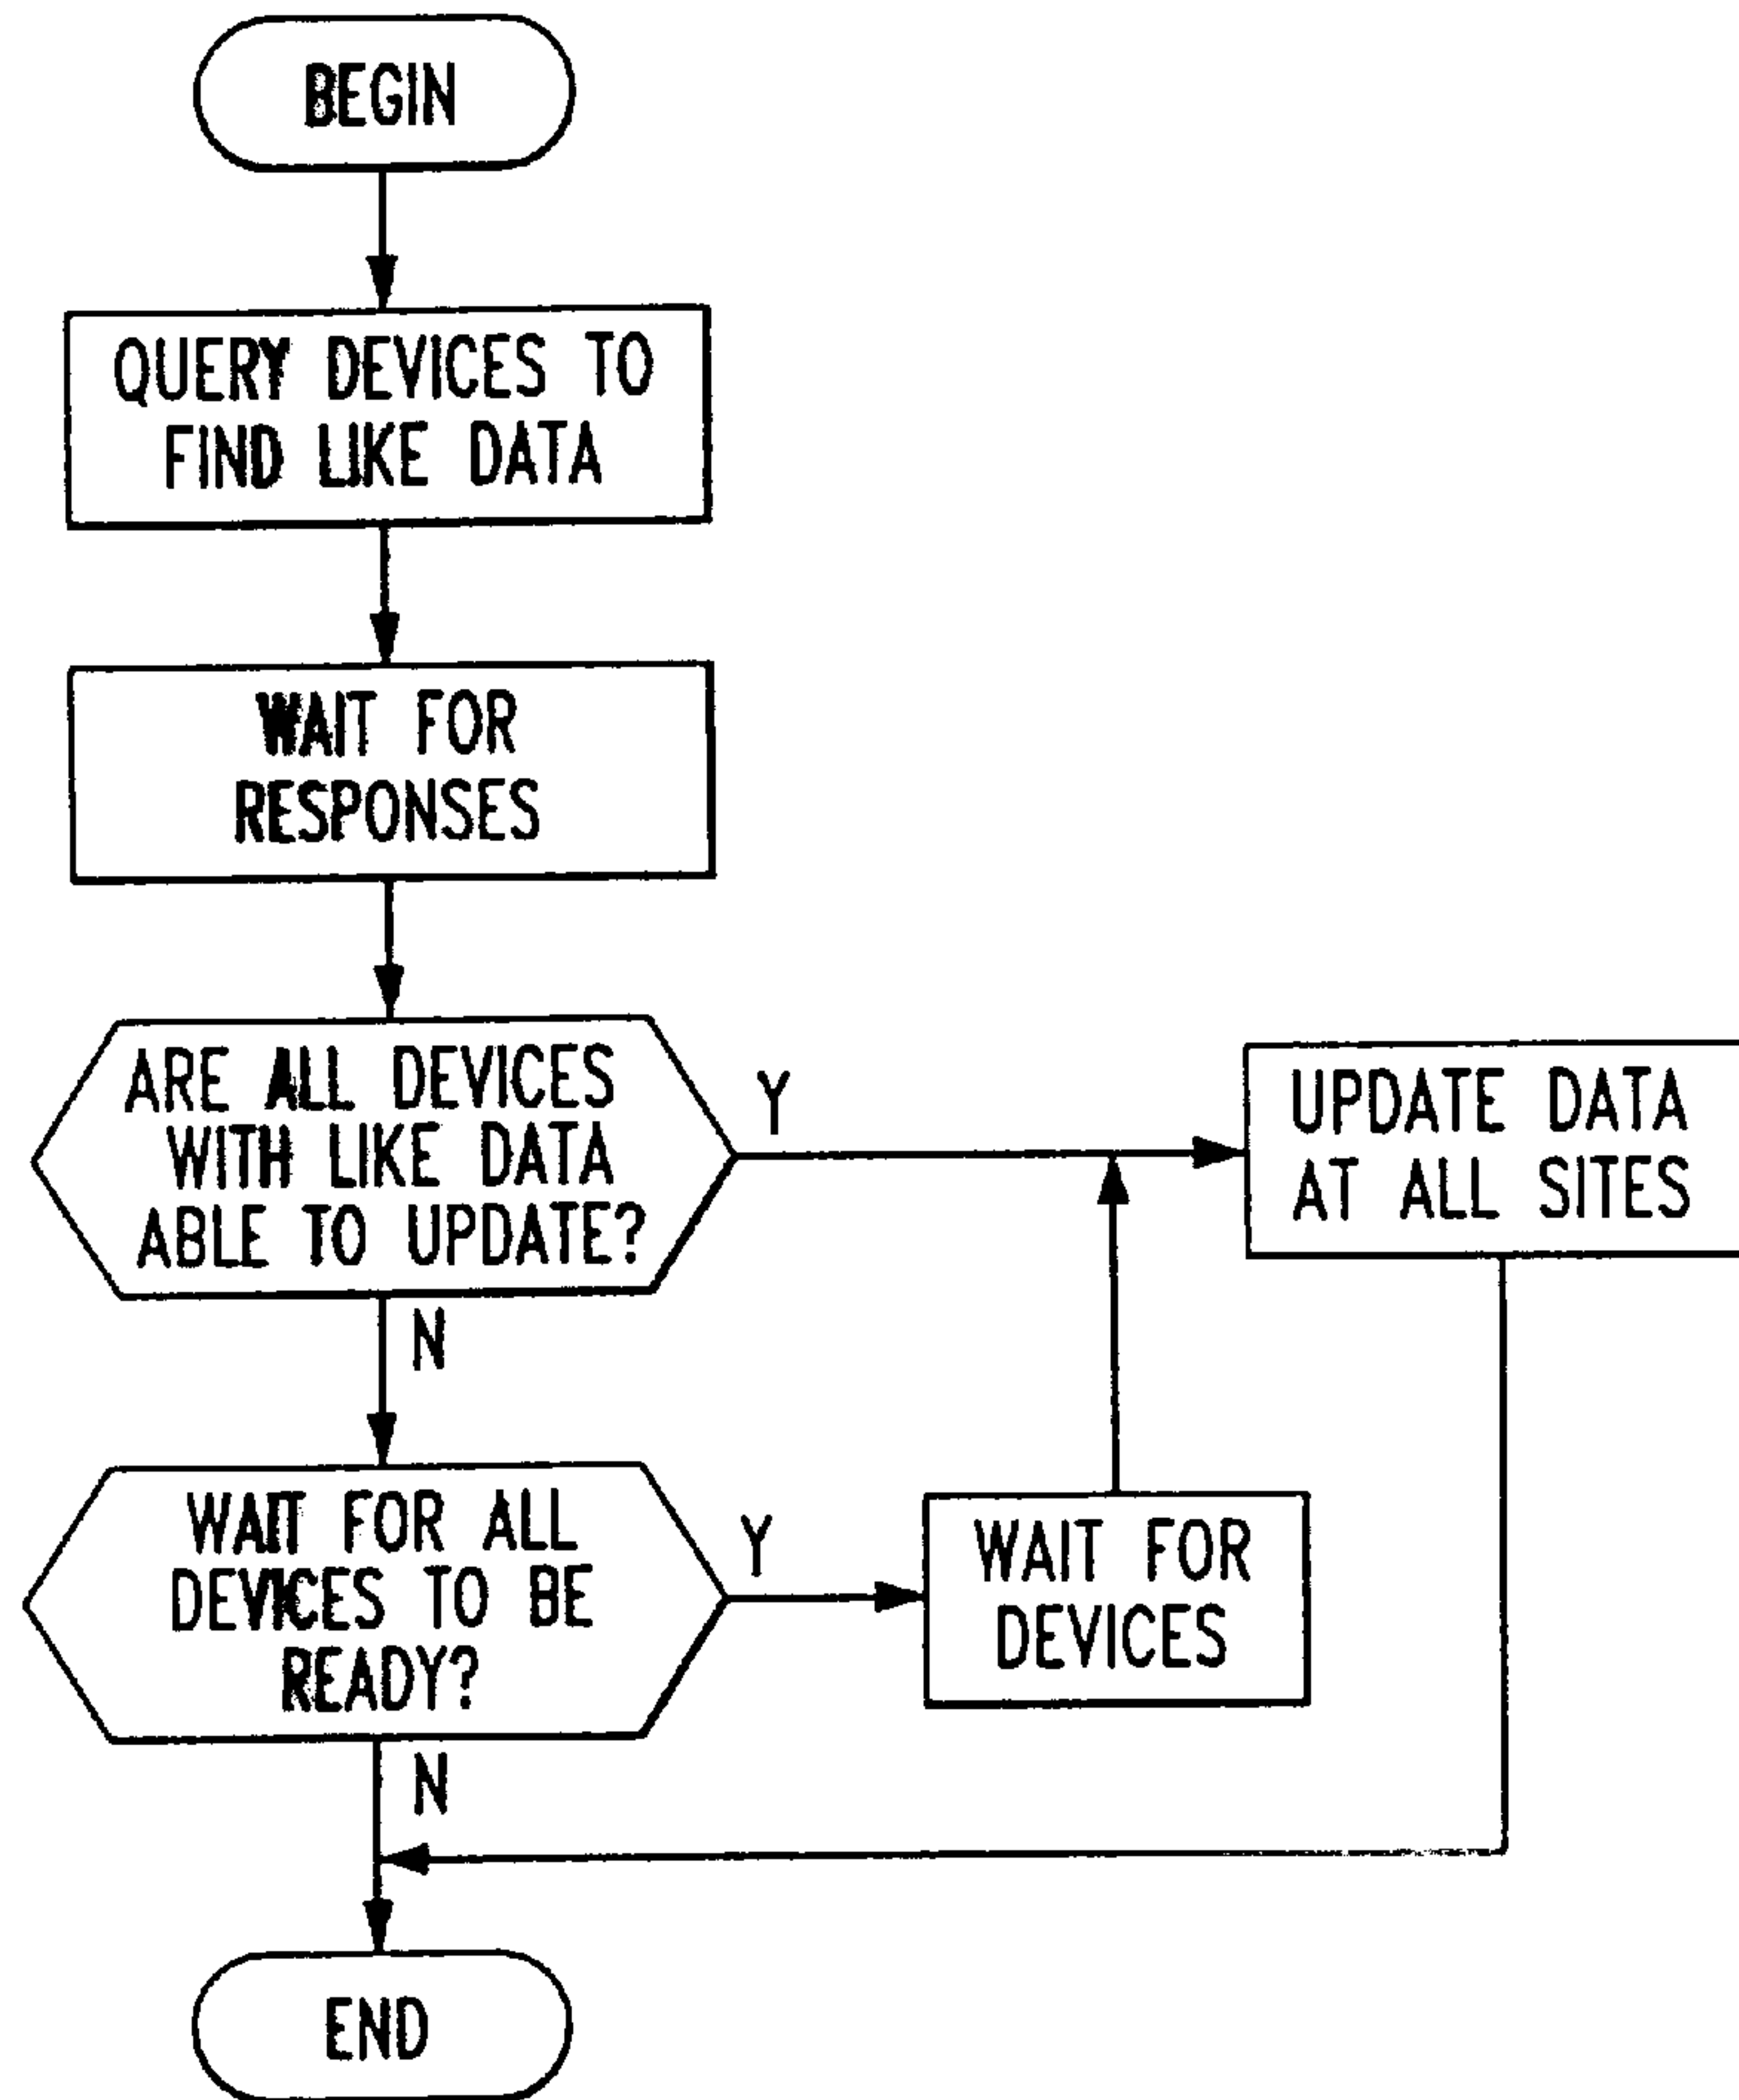 BEGIN
QUERY DEVICES TO
FIND LIKE DATA
WAIT FOR
RESPONSES
ARE ALL DEVICES
WITH LIKE DATA
ABLE TO UPDATE?
Y
UPDATE DATA
AT ALL SITES
N
WAIT FOR ALL
DEVICES TO BE
READY?
Y
WAIT FOR
DEVICES
N
END